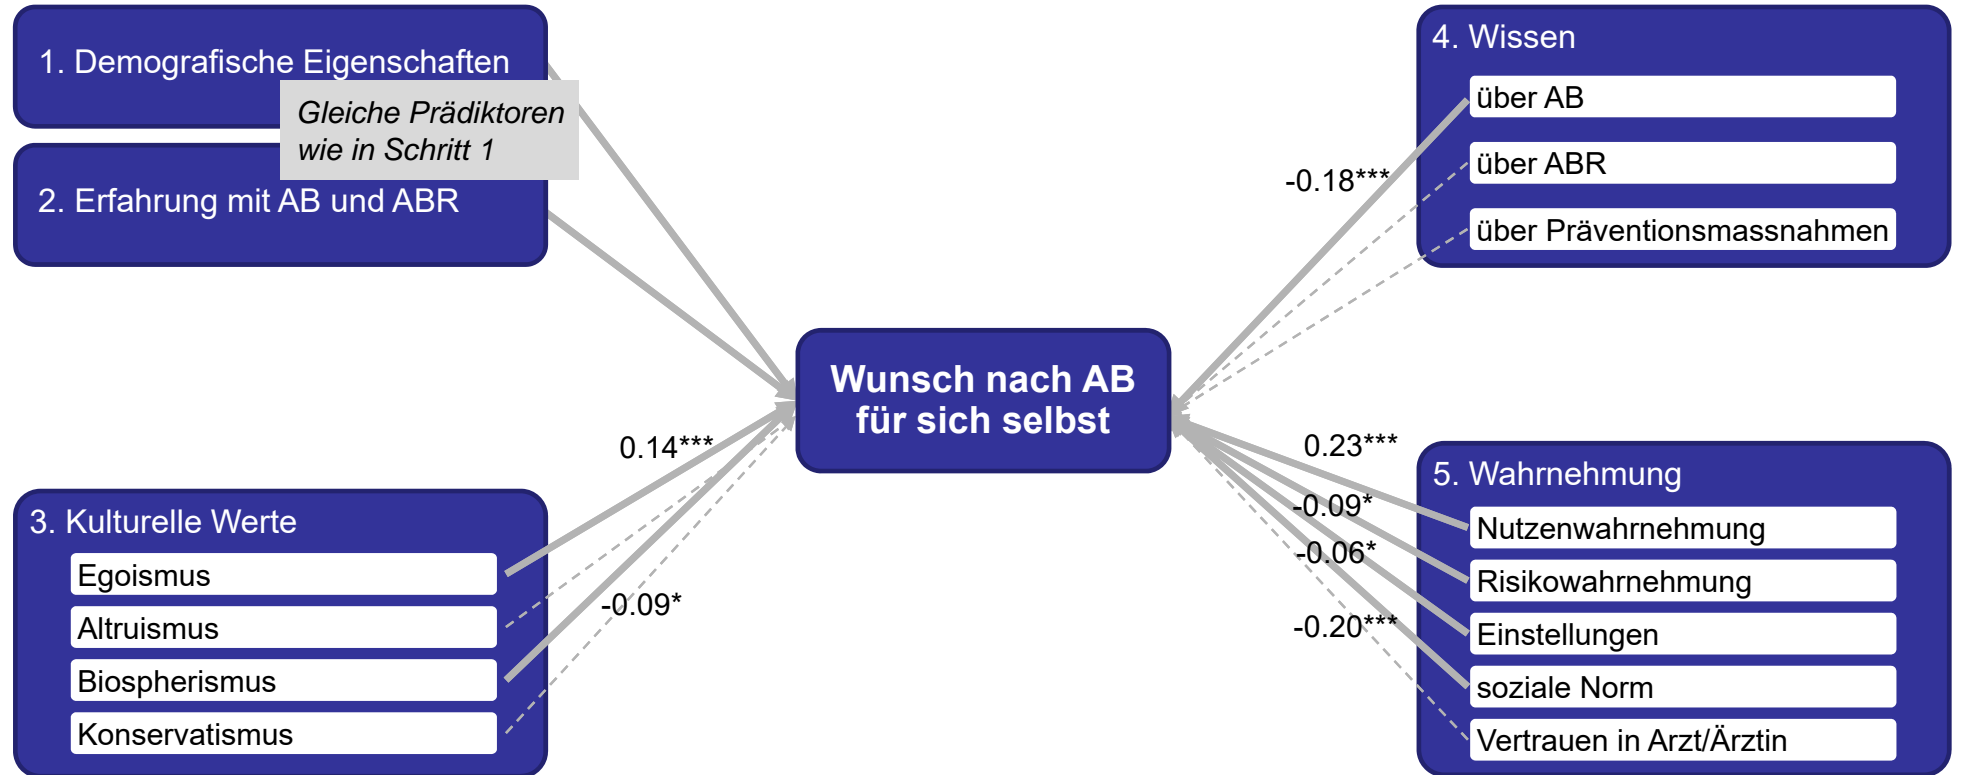 1. Demografische Eigenschaften
Gleiche Prädiktoren
wie in Schritt 1
2. Erfahrung mit AB und ABR
3. Kulturelle Werte
Egoismus
Altruismus
Biospherismus
Konservatismus
0.14***
-0.09*
Wunsch nach AB
für sich selbst
4. Wissen
über AB
über ABR
über Präventionsmassnahmen
-0.18***
5. Wahrnehmung
Nutzenwahrnehmung
Risikowahrnehmung
Einstellungen
soziale Norm
Vertrauen in Arzt/Ärztin
0.23***
-0.09*
-0.06*
-0.20***